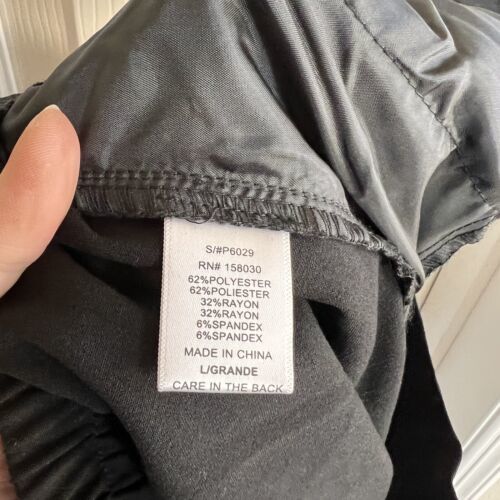 S/#P6029
RN# 158030
62%POLYESTER
62%POLIESTER
32%RAYON
32%RAYON
6%SPANDEX
6%SPANDEX
MADE IN CHINA
L/GRANDE
CARE IN THE BACK